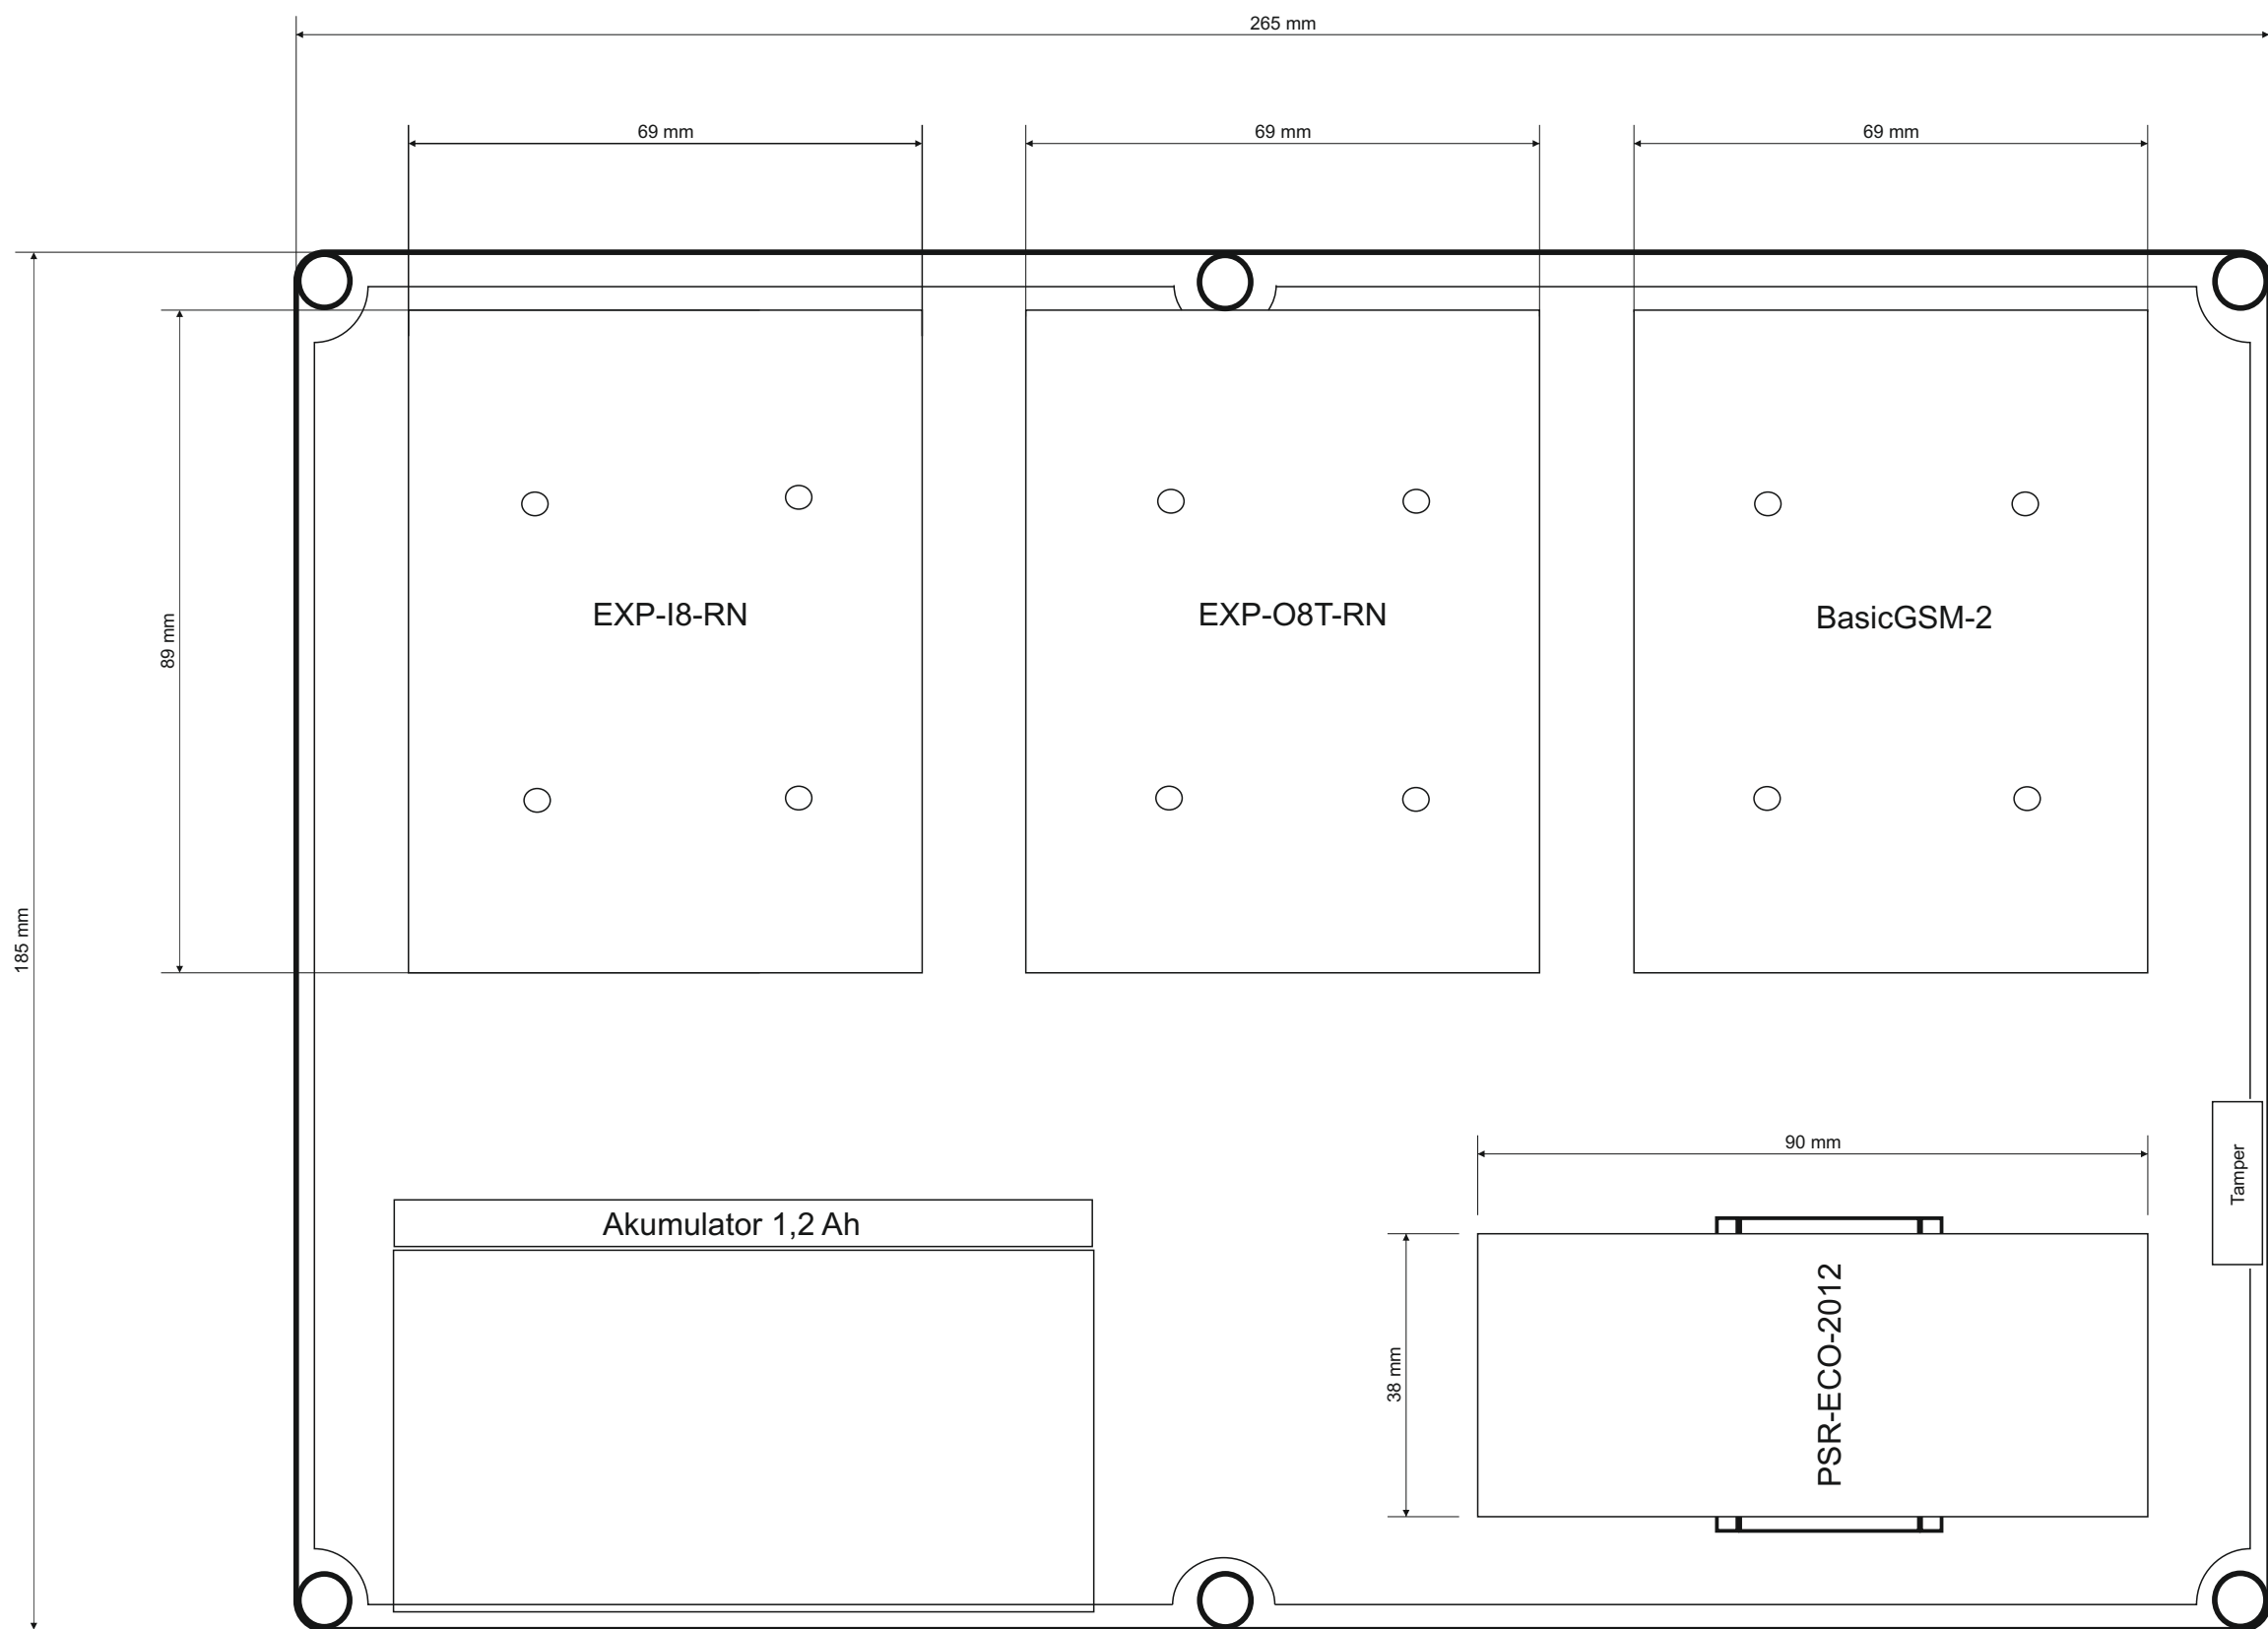 265 mm
69 mm
69 mm
69 mm
89 mm
185 mm
EXP-I8-RN
EXP-O8T-RN
BasicGSM-2
90 mm
Tamper
Akumulator 1,2 Ah
38 mm
PSR-ECO-2012